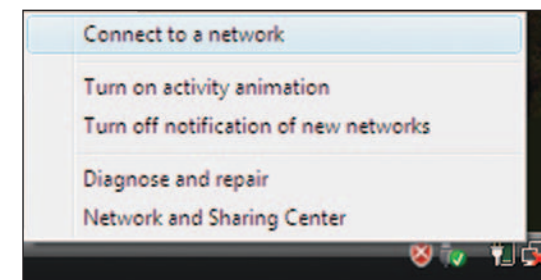 Connect to a network
Turn on activity animation
Turn off notification of new networks
Diagnose and repair
Network and Sharing Center